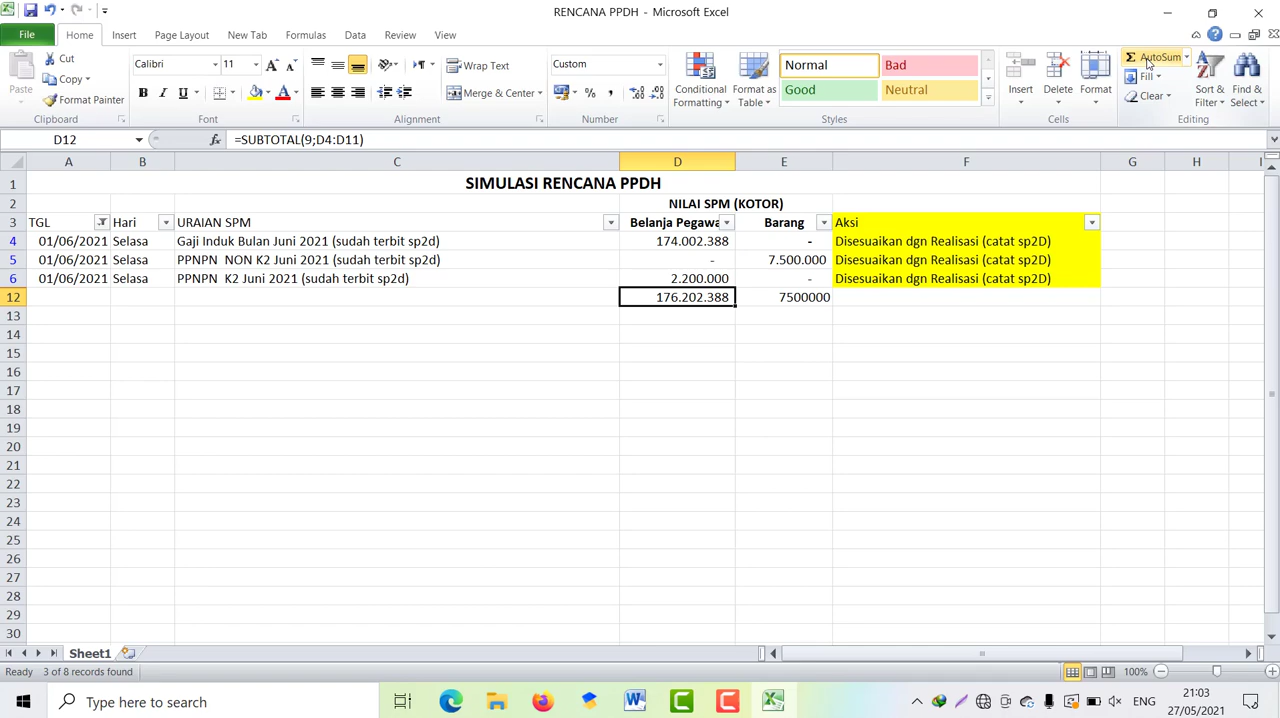 RENCANA PPDH - Microsoft Excel
File Home Insert Page Layout New Tab Formulas Data Review View
Paste Cut Copy Format Painter Clipboard
Calibri 11 B I U A A A Font
Wrap Text Merge & Center Alignment
Custom % , Number
Conditional Formatting Format as Table Normal Bad Good Neutral Styles
Insert Delete Format Cells
Σ AutoSum Fill Clear Sort & Filter Find & Select Editing
D12 fx =SUBTOTAL(9;D4:D11)
A B C D E F G H I
1 SIMULASI RENCANA PPDH
2 NILAI SPM (KOTOR)
3 TGL Hari URAIAN SPM Belanja Pegawa Barang Aksi
4 01/06/2021 Selasa Gaji Induk Bulan Juni 2021 (sudah terbit sp2d) 174.002.388 - Disesuaikan dgn Realisasi (catat sp2D)
5 01/06/2021 Selasa PPNPN  NON K2 Juni 2021 (sudah terbit sp2d) - 7.500.000 Disesuaikan dgn Realisasi (catat sp2D)
6 01/06/2021 Selasa PPNPN  K2 Juni 2021 (sudah terbit sp2d) 2.200.000 - Disesuaikan dgn Realisasi (catat sp2D)
12 176.202.388 7500000
13
14
15
16
17
18
19
20
21
22
23
24
25
26
27
28
29
30
Sheet1
Ready 3 of 8 records found 100%
Type here to search ENG 21:03
27/05/2021